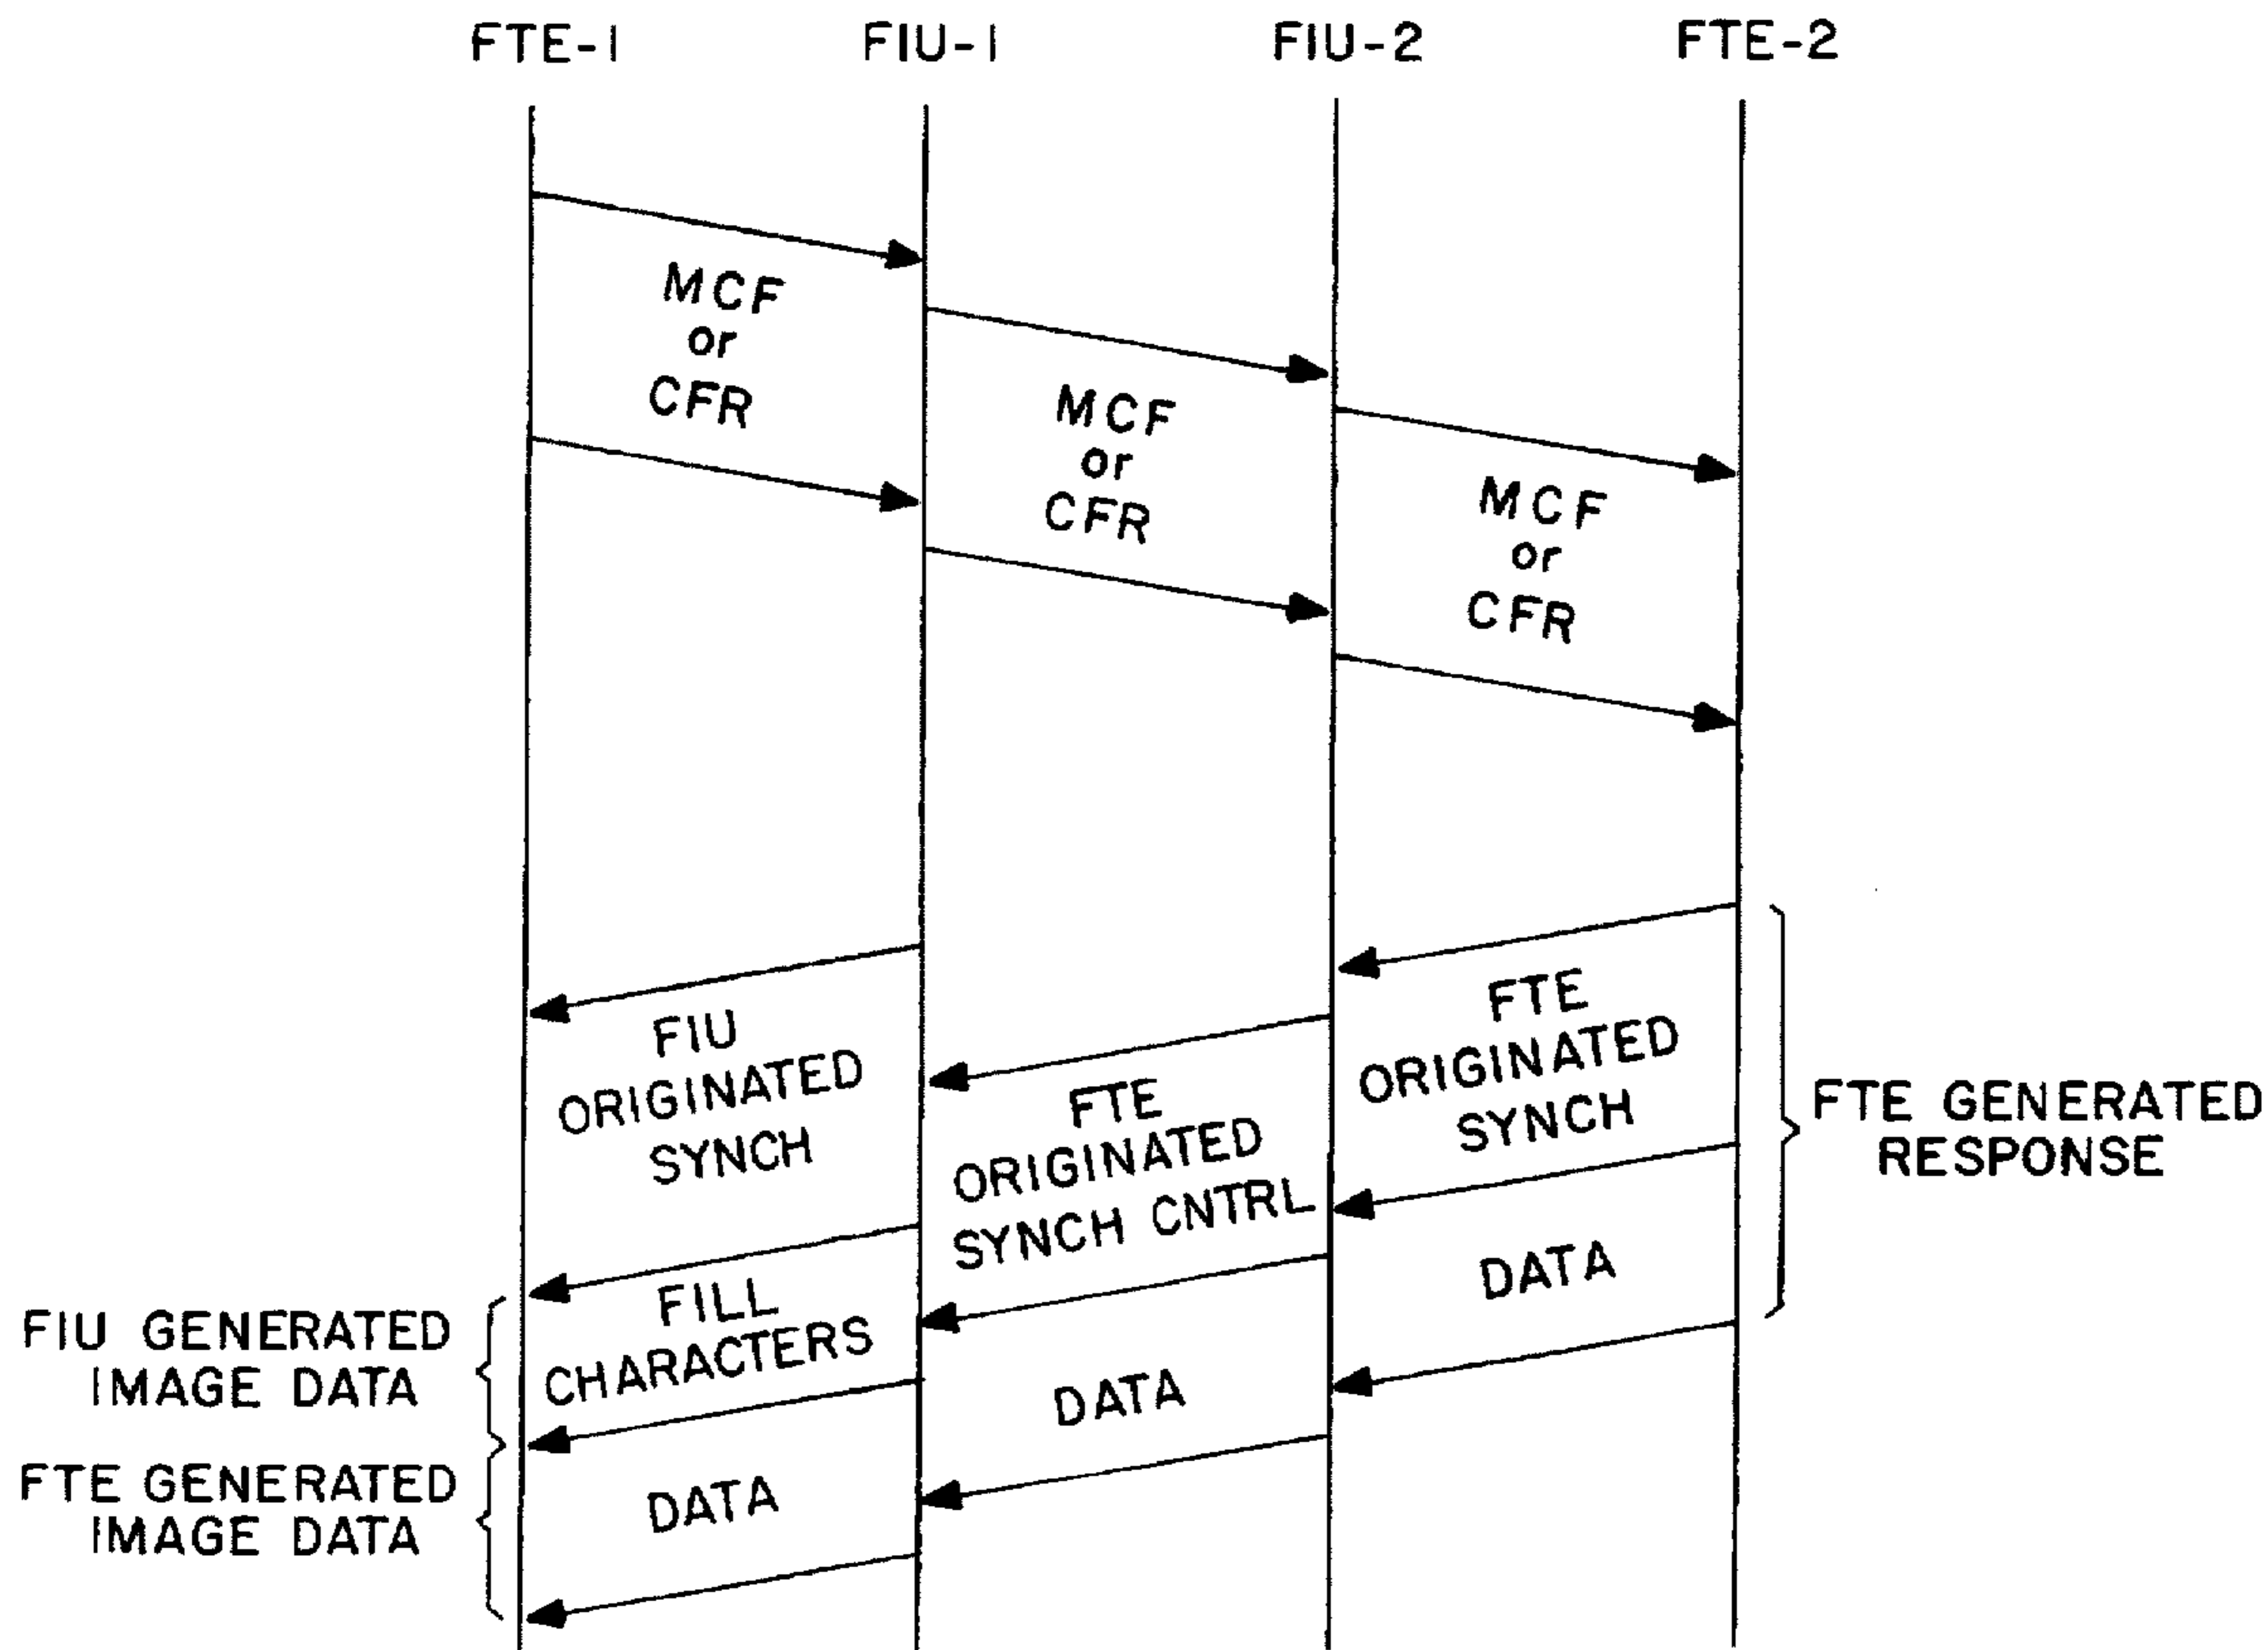 FTE-1
FIU-1
FIU-2
FTE-2
MCF
or
CFR
MCF
or
CFR
MCF
or
CFR
FIU
ORIGINATED
SYNCH
FTE
ORIGINATED
SYNCH CNTRL
FTE
ORIGINATED
SYNCH
FTE GENERATED
RESPONSE
DATA
FIU GENERATED
IMAGE DATA
FILL
CHARACTERS
DATA
FTE GENERATED
IMAGE DATA
DATA